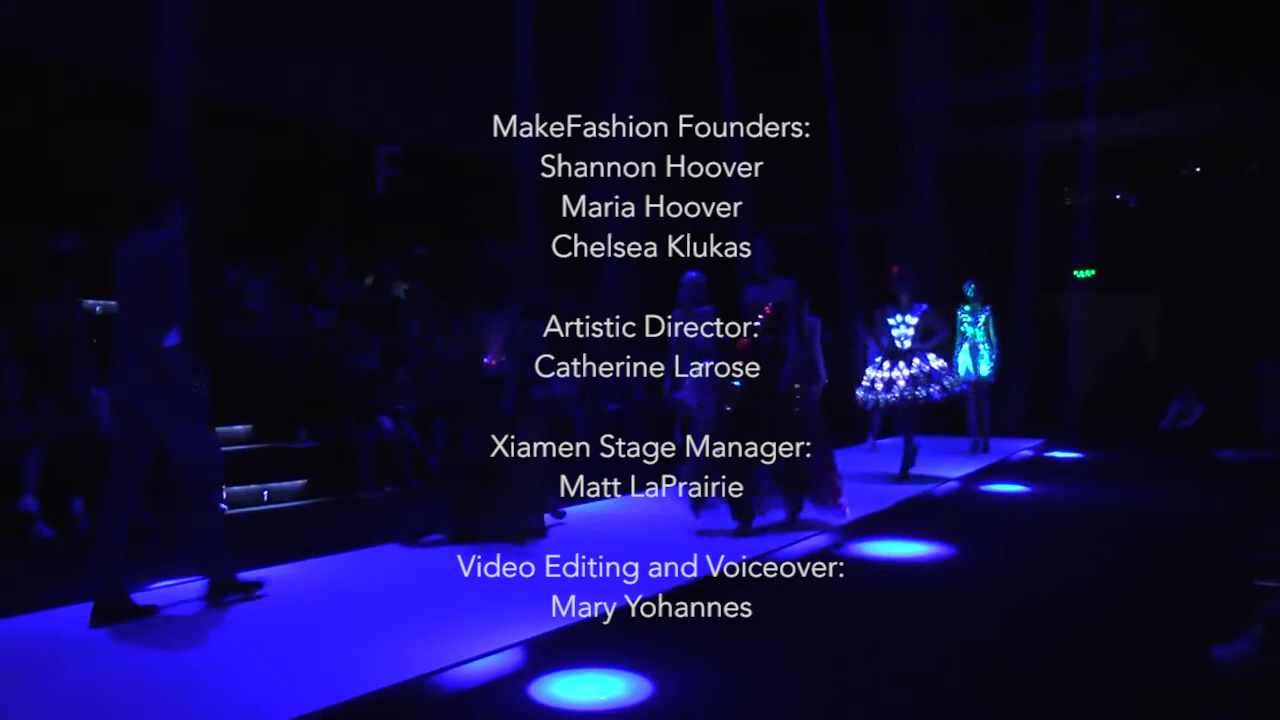 MakeFashion Founders:
Shannon Hoover
Maria Hoover
Chelsea Klukas
Artistic Director:
Catherine Larose
Xiamen Stage Manager:
Matt LaPrairie
Video Editing and Voiceover:
Mary Yohannes
F
1